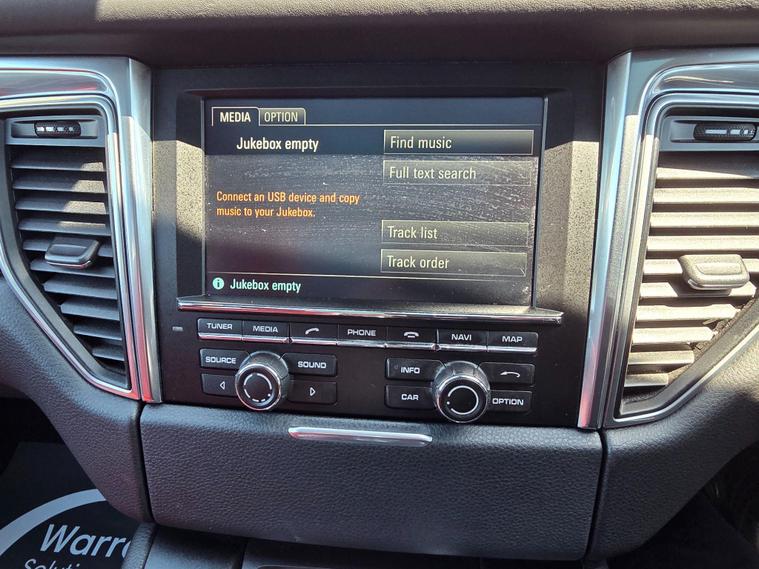 MEDIA OPTION
Jukebox empty
Find music
Full text search
Connect an USB device and copy
music to your Jukebox.
Track list
Track order
Jukebox empty
TUNER MEDIA PHONE NAVI MAP
SOURCE SOUND INFO
CAR OPTION